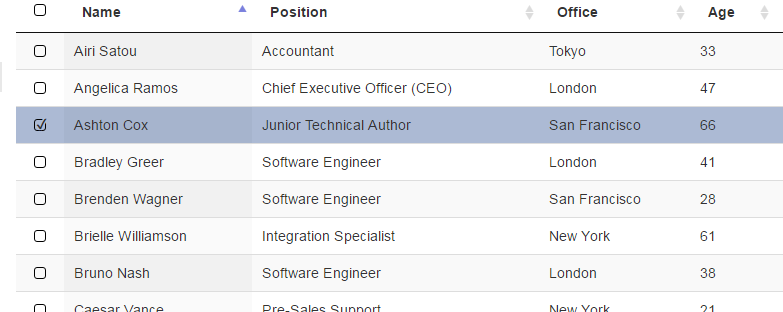 Name Position Office Age
Airi Satou Accountant Tokyo 33
Angelica Ramos Chief Executive Officer (CEO) London 47
Ashton Cox Junior Technical Author San Francisco 66
Bradley Greer Software Engineer London 41
Brenden Wagner Software Engineer San Francisco 28
Brielle Williamson Integration Specialist New York 61
Bruno Nash Software Engineer London 38
Caesar Vance Pre-Sales Support New York 21